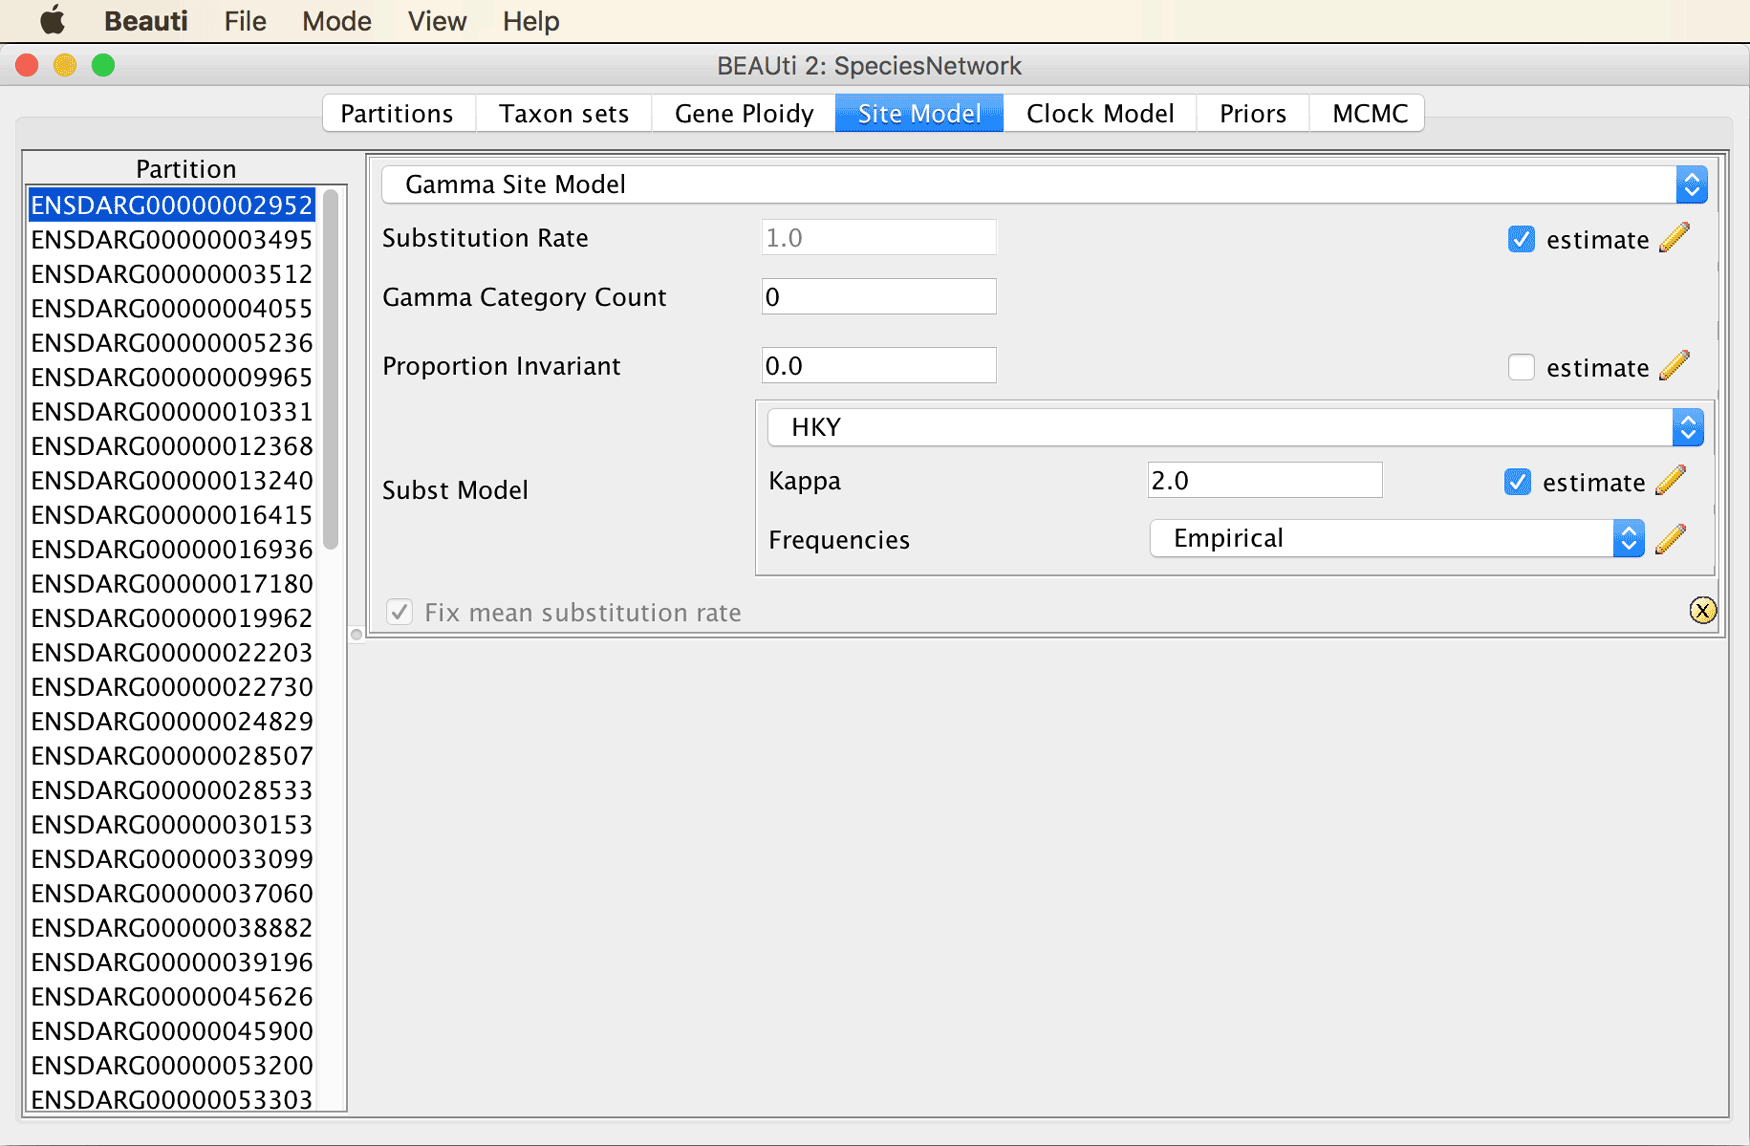 Beauti File Mode View Help
BEAUti 2: SpeciesNetwork
Partitions Taxon sets Gene Ploidy Site Model Clock Model Priors MCMC
Partition
ENSDARG00000002952
ENSDARG00000003495
ENSDARG00000003512
ENSDARG00000004055
ENSDARG00000005236
ENSDARG00000009965
ENSDARG00000010331
ENSDARG00000012368
ENSDARG00000013240
ENSDARG00000016415
ENSDARG00000016936
ENSDARG00000017180
ENSDARG00000019962
ENSDARG00000022203
ENSDARG00000022730
ENSDARG00000024829
ENSDARG00000028507
ENSDARG00000028533
ENSDARG00000030153
ENSDARG00000033099
ENSDARG00000037060
ENSDARG00000038882
ENSDARG00000039196
ENSDARG00000045626
ENSDARG00000045900
ENSDARG00000053200
ENSDARG00000053303
Gamma Site Model
Substitution Rate 1.0 estimate
Gamma Category Count 0
Proportion Invariant 0.0 estimate
Subst Model
HKY
Kappa 2.0 estimate
Frequencies Empirical
Fix mean substitution rate